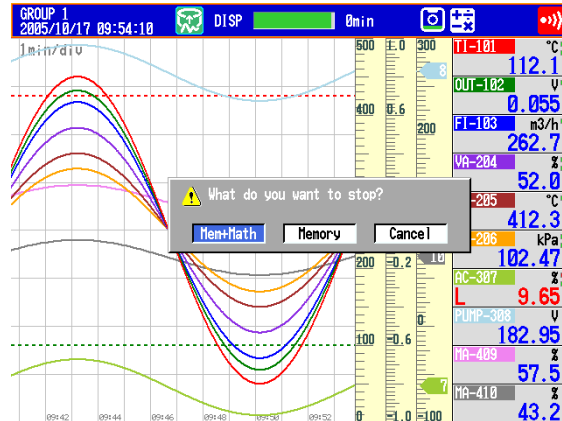 GROUP 1
2005/10/17 09:54:10
DISP
0min
1min/div
500 1.0 300
8
400 0.6
200
What do you want to stop?
Mem+Math Memory Cancel
200 -0.2
10
0
100 -0.6
7
0 -1.0 -100
09:42 09:44 09:46 09:48 09:50 09:52
TI-101 °C
112.1
OUT-102 V
0.055
FI-103 m3/h
262.7
VA-204 %
52.0
-205 °C
412.3
-206 kPa
102.47
AC-307 %
L 9.65
PUMP-308 V
182.95
MA-409 %
57.5
MA-410 %
43.2